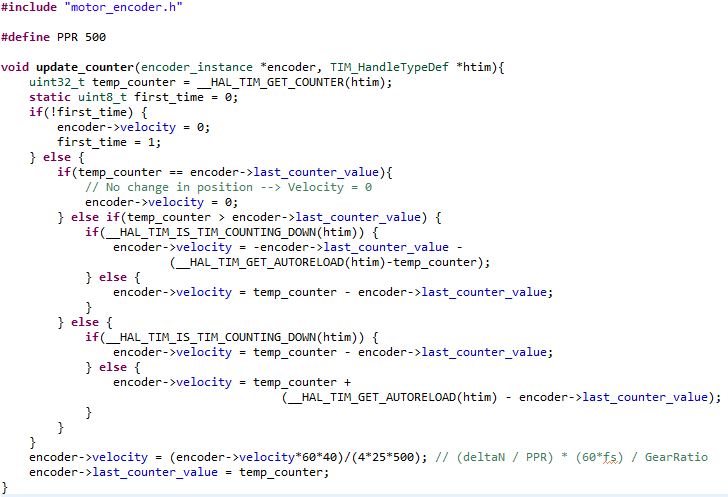 #include "motor_encoder.h"
#define PPR 500
void update_counter(encoder_instance *encoder, TIM_HandleTypeDef *htim){
uint32_t temp_counter = __HAL_TIM_GET_COUNTER(htim);
static uint8_t first_time = 0;
if(!first_time) {
encoder->velocity = 0;
first_time = 1;
} else {
if(temp_counter == encoder->last_counter_value){
// No change in position --> Velocity = 0
encoder->velocity = 0;
} else if(temp_counter > encoder->last_counter_value) {
if(__HAL_TIM_IS_TIM_COUNTING_DOWN(htim)) {
encoder->velocity = -encoder->last_counter_value -
(__HAL_TIM_GET_AUTORELOAD(htim)-temp_counter);
} else {
encoder->velocity = temp_counter - encoder->last_counter_value;
}
} else {
if(__HAL_TIM_IS_TIM_COUNTING_DOWN(htim)) {
encoder->velocity = temp_counter - encoder->last_counter_value;
} else {
encoder->velocity = temp_counter +
(__HAL_TIM_GET_AUTORELOAD(htim) - encoder->last_counter_value);
}
}
}
encoder->velocity = (encoder->velocity*60*40)/(4*25*500); // (deltaN / PPR) * (60*fs) / GearRatio
encoder->last_counter_value = temp_counter;
}